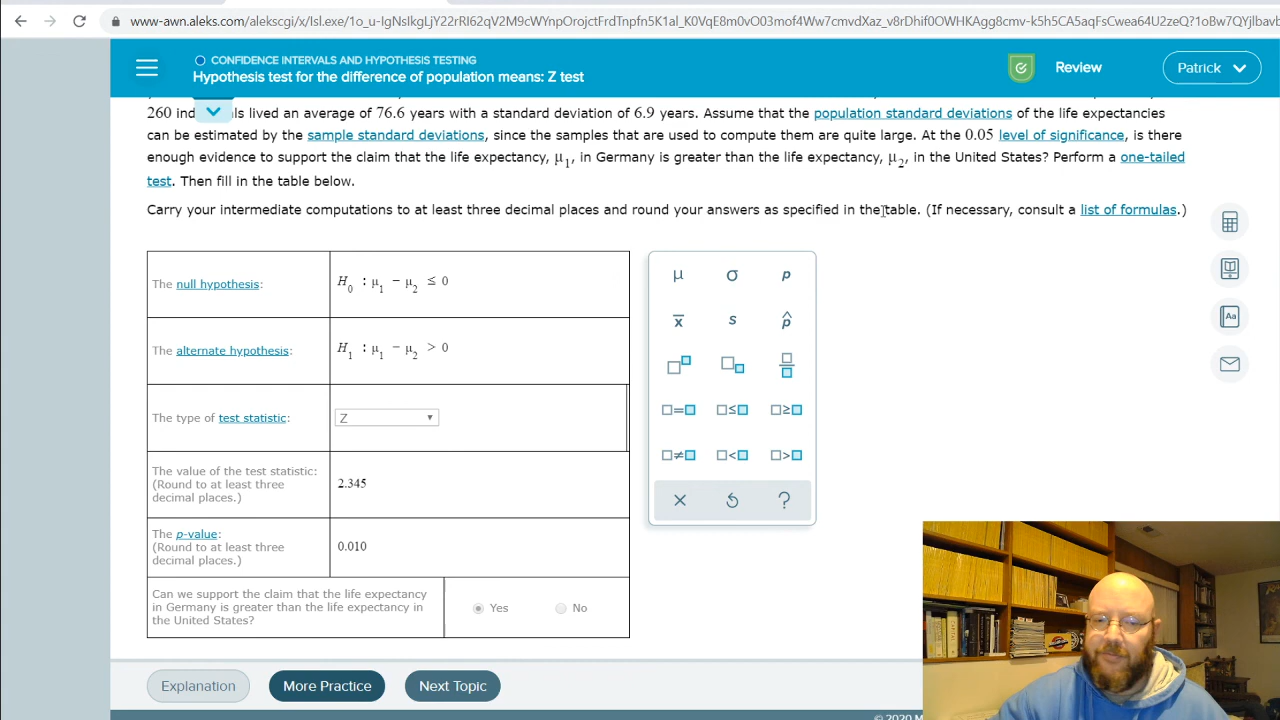 www-awn.aleks.com/alekscgi/x/Isl.exe/1o_u-IgNsIkgLjY22rRI62qV2M9cWYnpOrojctFrdTnpfn5K1al_K0VqE8m0vO03mof4Ww7cmvdXaz_v8rDhif0OWHKAgg8cmv-k5h5CA5aqFsCwea64U2zeQ?1oBw7QYjlbavb
CONFIDENCE INTERVALS AND HYPOTHESIS TESTING
Hypothesis test for the difference of population means: Z test
Review
Patrick
260 ind ls lived an average of 76.6 years with a standard deviation of 6.9 years. Assume that the population standard deviations of the life expectancies
can be estimated by the sample standard deviations, since the samples that are used to compute them are quite large. At the 0.05 level of significance, is there
enough evidence to support the claim that the life expectancy, μ1, in Germany is greater than the life expectancy, μ2, in the United States? Perform a one-tailed
test. Then fill in the table below.
Carry your intermediate computations to at least three decimal places and round your answers as specified in the table. (If necessary, consult a list of formulas.)
The null hypothesis:
H0 : μ1 − μ2 ≤ 0
The alternate hypothesis:
H1 : μ1 − μ2 > 0
The type of test statistic:
Z
The value of the test statistic:
(Round to at least three
decimal places.)
2.345
The p-value:
(Round to at least three
decimal places.)
0.010
Can we support the claim that the life expectancy
in Germany is greater than the life expectancy in
the United States?
Yes
No
μ σ p
x̄ s p̂
□=□ □≤□ □≥□
□≠□ □<□ □>□
?
Aa
Explanation
More Practice
Next Topic
© 2020 M